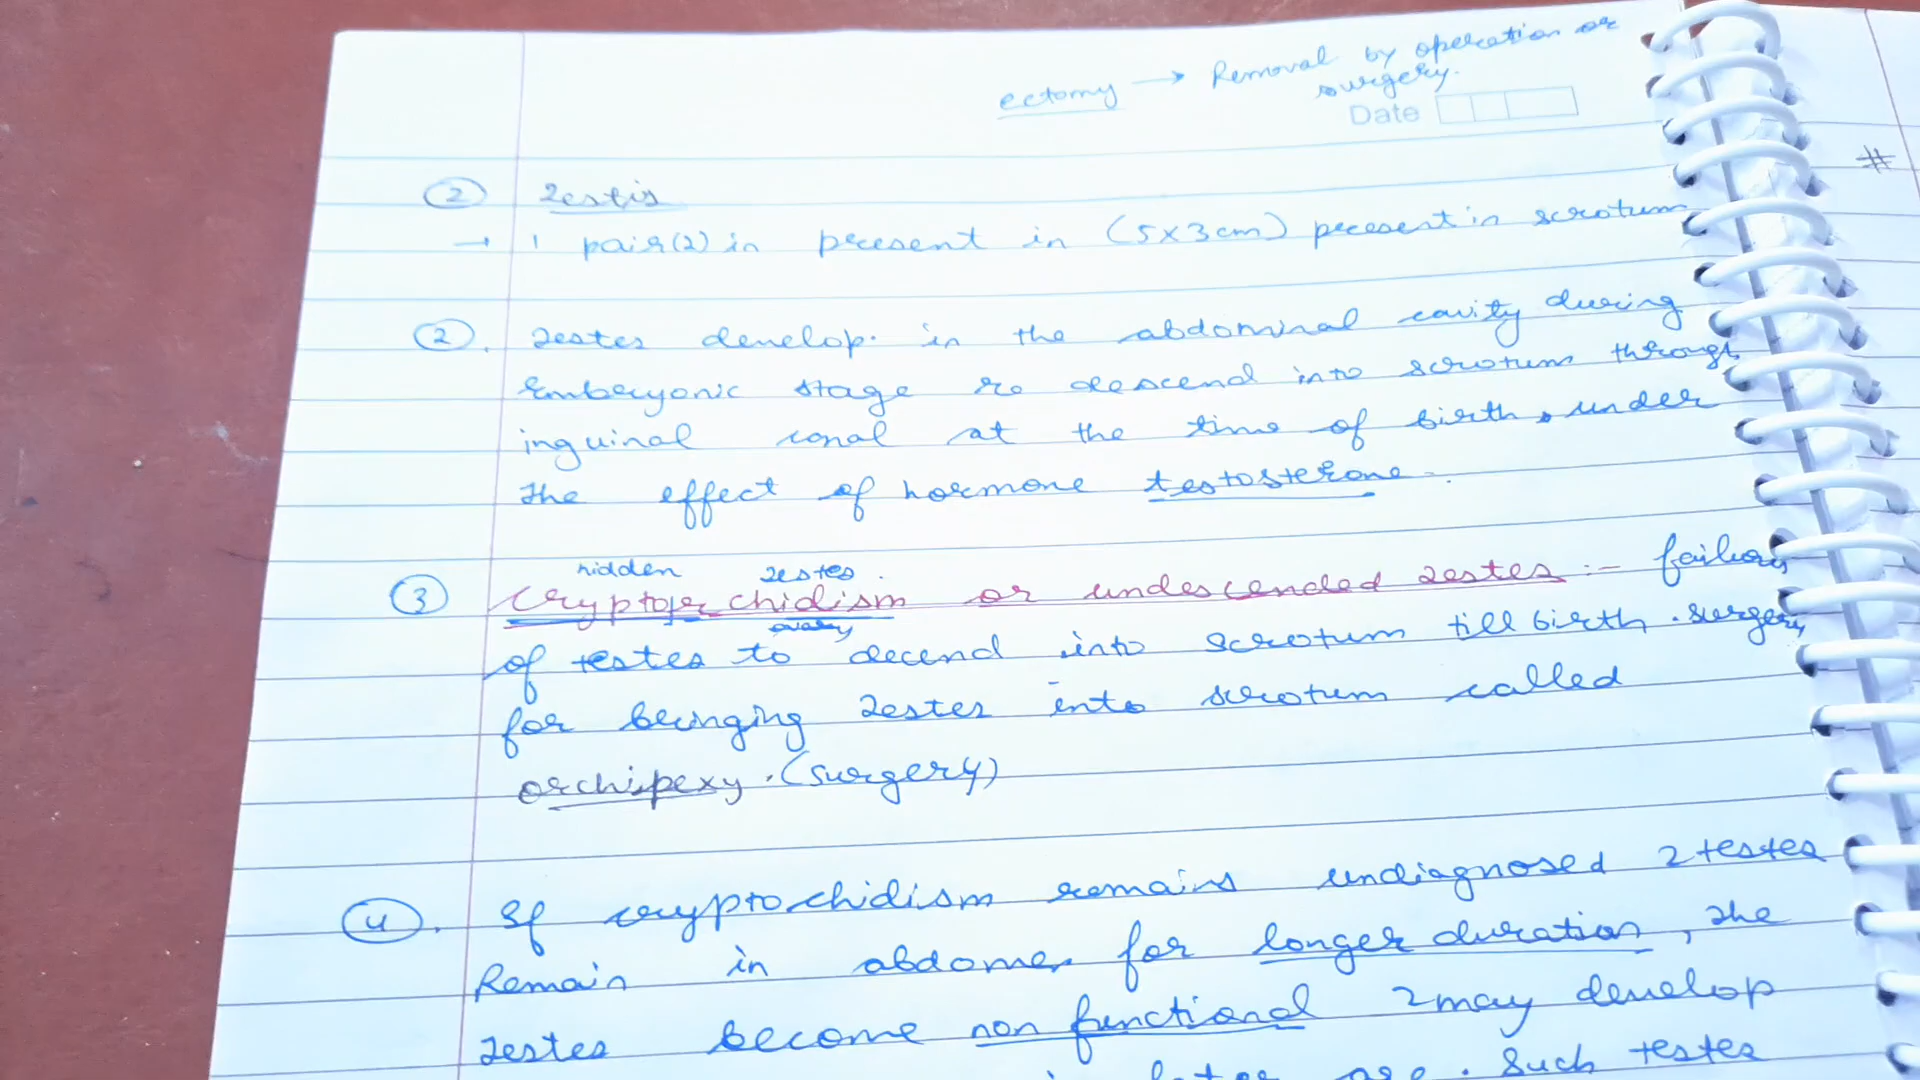 ectomy → Removal by operation or
surgery.
Date
② Testis
→ 1 pair(2) in present in (5x3cm) present in scrotum
②. Testes develop. in the abdominal cavity during
Embryonic stage descend into scrotum through
inguinal conal at the time of birth, under
The effect of hormone testosterone.
hidden testes.
③ Cryptorchidism or undescended testes :- failure
ovary
of testes to decend into scrotum till birth. surgery
for bringing Testes into scrotum called
orchipexy. (surgery)
④. If cryptochidism remains undiagnosed 2 testes
Remain in abdomen for longer duration, The
Testes become non functional 2 may develop
Such testes
#